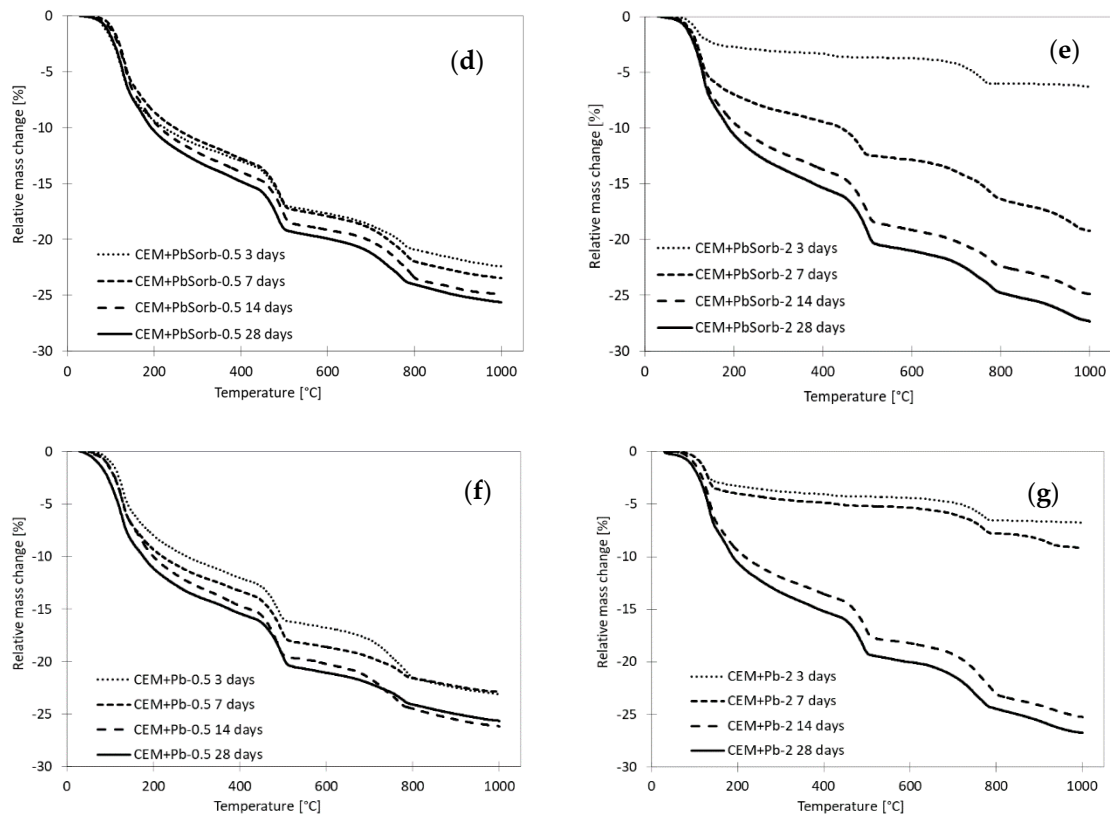 (d)
Relative mass change [%]
0
-5
-10
-15
-20
-25
-30
CEM+PbSorb-0.5 3 days
CEM+PbSorb-0.5 7 days
CEM+PbSorb-0.5 14 days
CEM+PbSorb-0.5 28 days
0 200 400 600 800 1000
Temperature [°C]
(e)
Relative mass change [%]
0
-5
-10
-15
-20
-25
-30
CEM+PbSorb-2 3 days
CEM+PbSorb-2 7 days
CEM+PbSorb-2 14 days
CEM+PbSorb-2 28 days
0 200 400 600 800 1000
Temperature [°C]
(f)
Relative mass change [%]
0
-5
-10
-15
-20
-25
-30
CEM+Pb-0.5 3 days
CEM+Pb-0.5 7 days
CEM+Pb-0.5 14 days
CEM+Pb-0.5 28 days
0 200 400 600 800 1000
Temperature [°C]
(g)
Relative mass change [%]
0
-5
-10
-15
-20
-25
-30
CEM+Pb-2 3 days
CEM+Pb-2 7 days
CEM+Pb-2 14 days
CEM+Pb-2 28 days
0 200 400 600 800 1000
Temperature [°C]